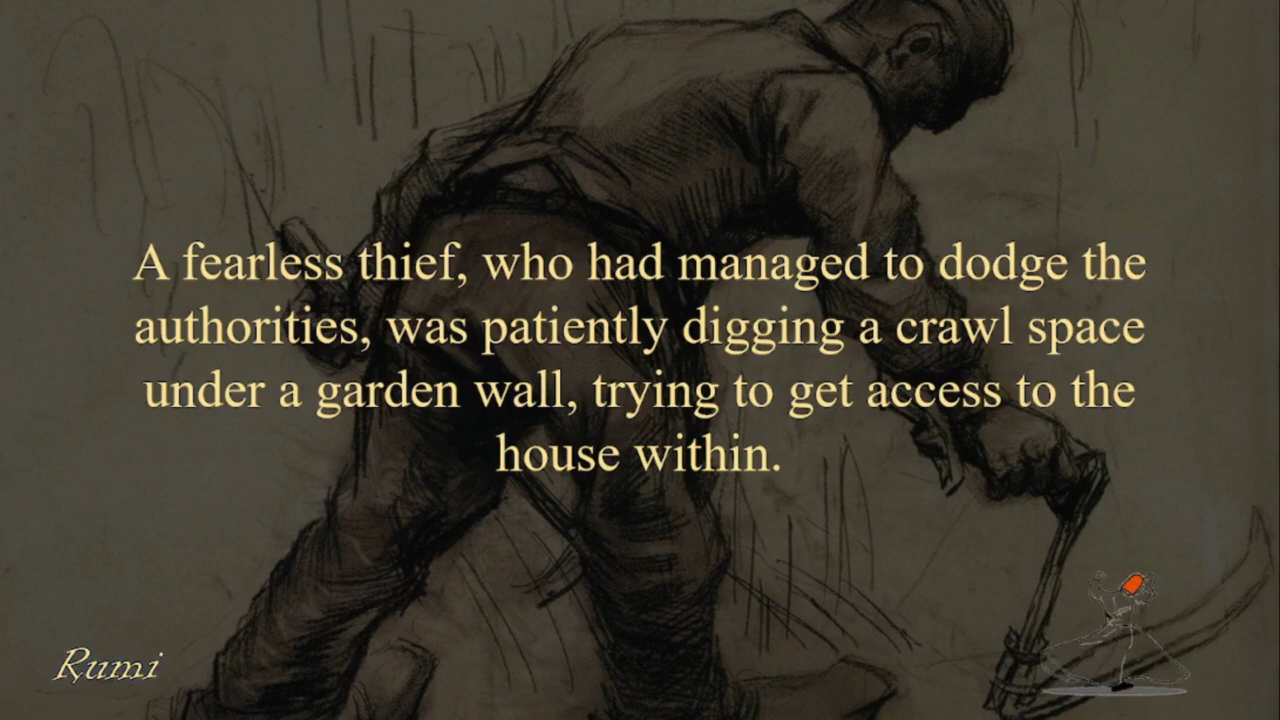 A fearless thief, who had managed to dodge the
authorities, was patiently digging a crawl space
under a garden wall, trying to get access to the
house within.
Rumi